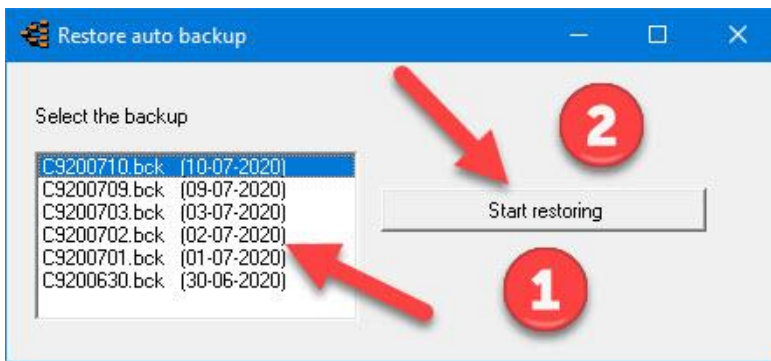 Restore auto backup
Select the backup
C9200710.bck (10-07-2020)
C9200709.bck (09-07-2020)
C9200703.bck (03-07-2020)
C9200702.bck (02-07-2020)
C9200701.bck (01-07-2020)
C9200630.bck (30-06-2020)
2
Start restoring
1